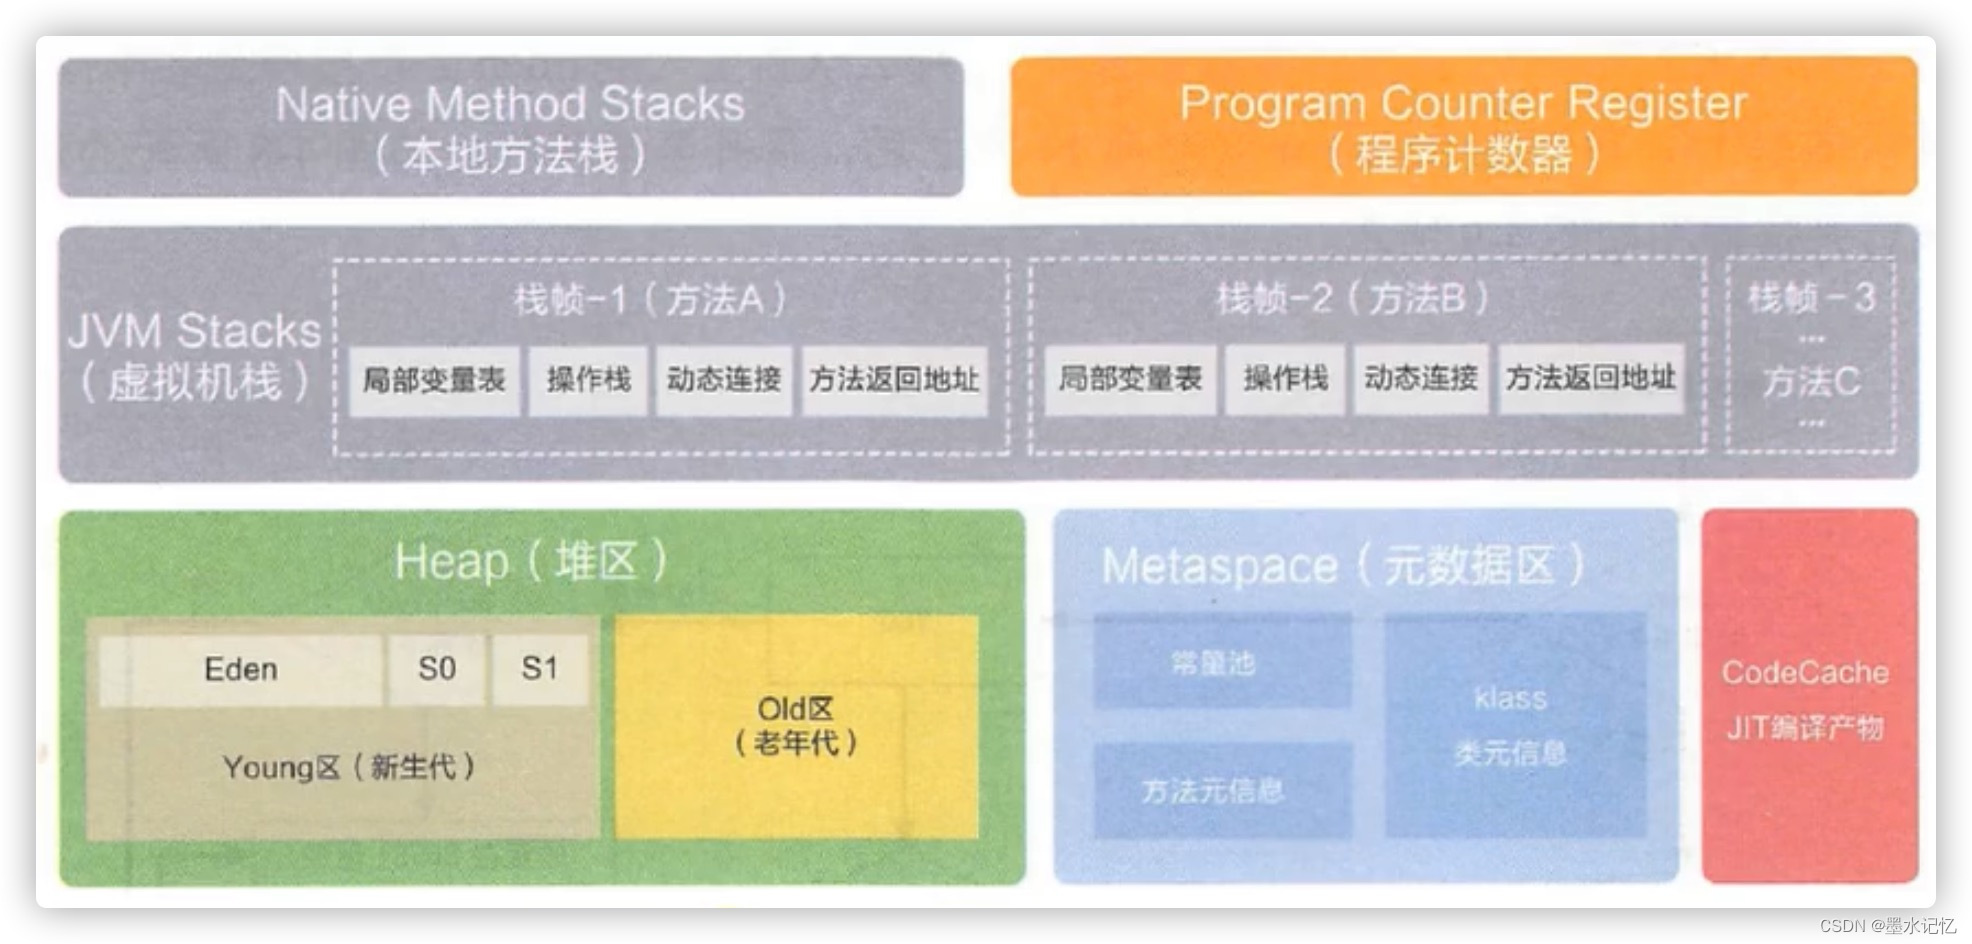 Native Method Stacks
（本地方法栈）
Program Counter Register
（程序计数器）
JVM Stacks
（虚拟机栈）
栈帧-1（方法A）
局部变量表 操作栈 动态连接 方法返回地址
栈帧-2（方法B）
局部变量表 操作栈 动态连接 方法返回地址
栈帧-3
...
方法C
...
Heap（堆区）
Eden S0 S1
Young区（新生代）
Old区
（老年代）
Metaspace（元数据区）
常量池
方法元信息
klass
类元信息
CodeCache
JIT编译产物
CSDN @墨水记忆